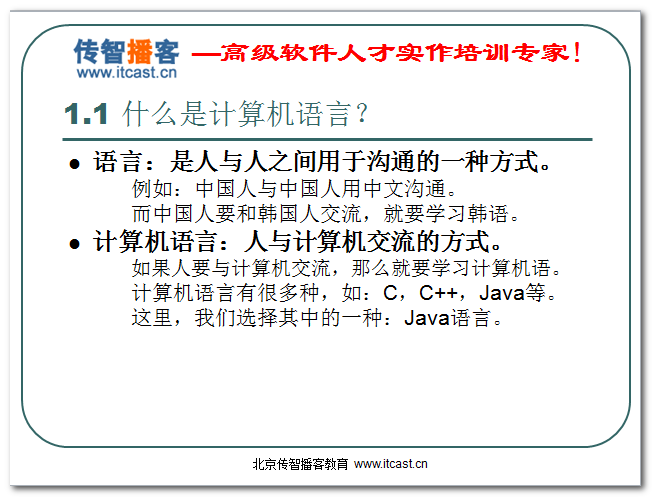 传智播客
www.itcast.cn
—高级软件人才实作培训专家!
1.1 什么是计算机语言？
● 语言：是人与人之间用于沟通的一种方式。
例如：中国人与中国人用中文沟通。
而中国人要和韩国人交流，就要学习韩语。
● 计算机语言：人与计算机交流的方式。
如果人要与计算机交流，那么就要学习计算机语。
计算机语言有很多种，如：C，C++，Java等。
这里，我们选择其中的一种：Java语言。
北京传智播客教育 www.itcast.cn